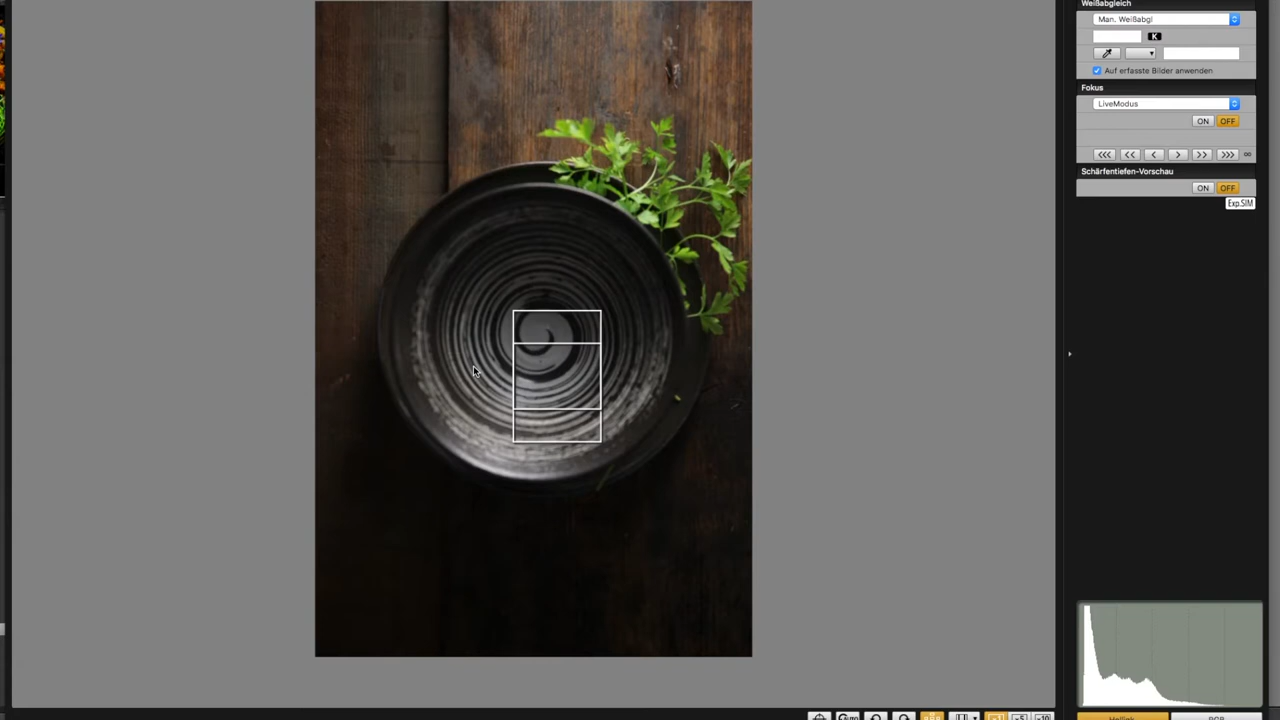 Weißabgleich
Man. Weißabgl
K
Auf erfasste Bilder anwenden
Fokus
LiveModus
ON OFF
Schärfentiefen-Vorschau
ON OFF
Exp.SIM